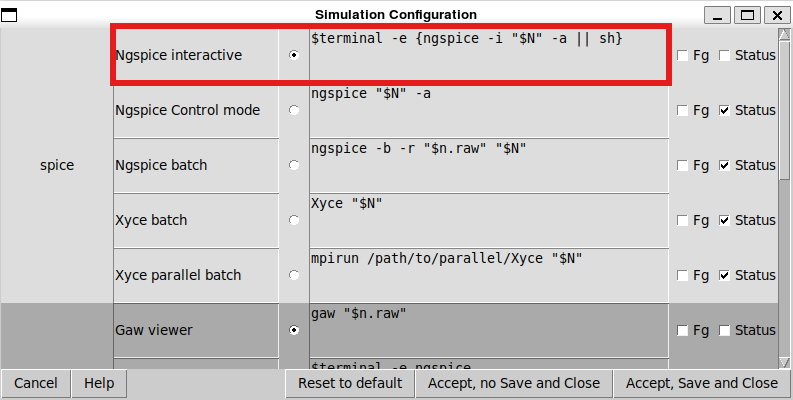 Simulation Configuration
Ngspice interactive $terminal -e {ngspice -i "$N" -a || sh} Fg Status
Ngspice Control mode ngspice "$N" -a Fg Status
spice Ngspice batch ngspice -b -r "$n.raw" "$N" Fg Status
Xyce batch Xyce "$N" Fg Status
Xyce parallel batch mpirun /path/to/parallel/Xyce "$N" Fg Status
Gaw viewer gaw "$n.raw" Fg Status
$terminal -e ngspice
Cancel Help Reset to default Accept, no Save and Close Accept, Save and Close